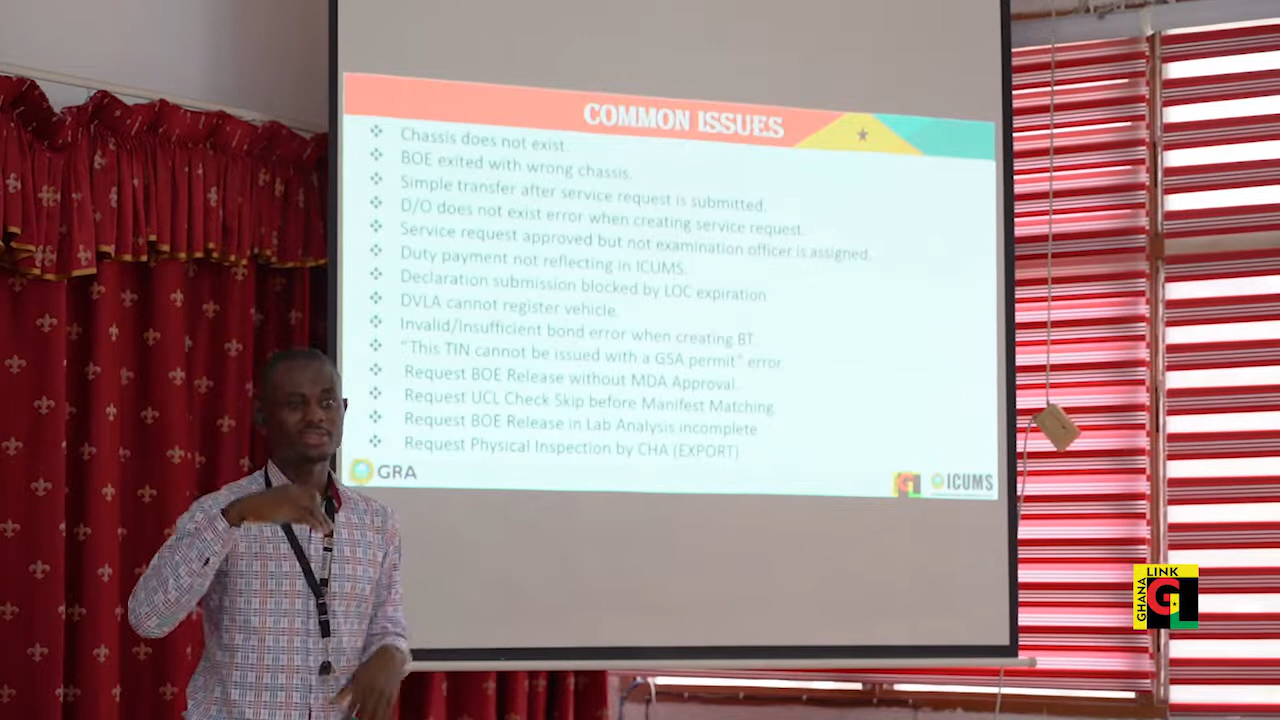 COMMON ISSUES
Chassis does not exist.
BOE exited with wrong chassis.
Simple transfer after service request is submitted.
D/O does not exist error when creating service request.
Service request approved but not examination officer is assigned.
Duty payment not reflecting in ICUMS.
Declaration submission blocked by LOC expiration
DVLA cannot register vehicle.
Invalid/Insufficient bond error when creating BT.
"This TIN cannot be issued with a GSA permit" error
Request BOE Release without MDA Approval.
Request UCL Check Skip before Manifest Matching
Request BOE Release in Lab Analysis incomplete
Request Physical Inspection by CHA (EXPORT)
GRA
ICUMS
GHANA LINK
GL